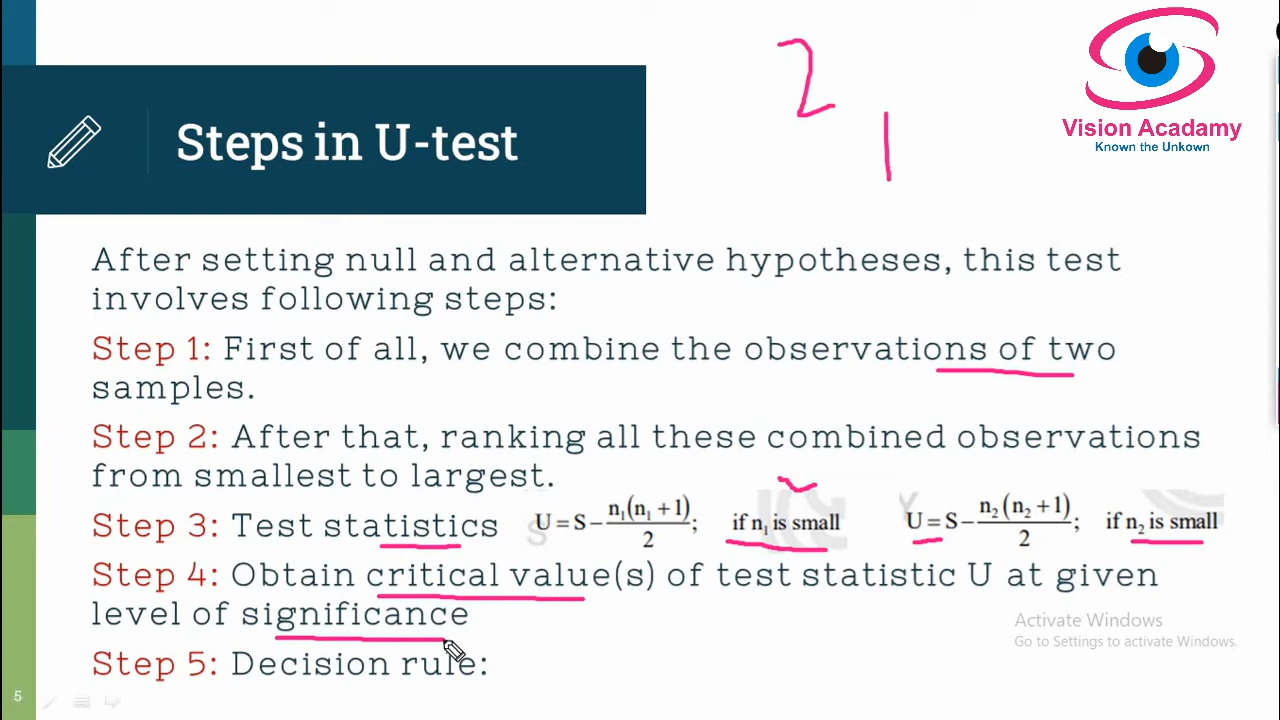 2
1
Vision Acadamy
Known the Unkown
Steps in U-test
After setting null and alternative hypotheses, this test
involves following steps:
Step 1: First of all, we combine the observations of two
samples.
Step 2: After that, ranking all these combined observations
from smallest to largest.
Step 3: Test statistics U = S − n₁(n₁ + 1)/2; if n₁ is small U = S − n₂(n₂ + 1)/2; if n₂ is small
Step 4: Obtain critical value(s) of test statistic U at given
level of significance
Activate Windows
Go to Settings to activate Windows.
Step 5: Decision rule:
5